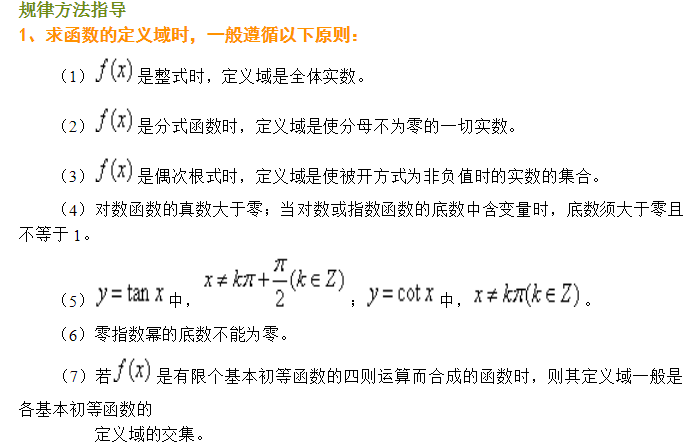 规律方法指导
1、求函数的定义域时，一般遵循以下原则：
（1）f(x)是整式时，定义域是全体实数。
（2）f(x)是分式函数时，定义域是使分母不为零的一切实数。
（3）f(x)是偶次根式时，定义域是使被开方式为非负值时的实数的集合。
（4）对数函数的真数大于零；当对数或指数函数的底数中含变量时，底数须大于零且
不等于 1。
（5）y=tan x 中，x≠kπ+π/2(k∈Z)；y=cot x 中，x≠kπ(k∈Z)。
（6）零指数幂的底数不能为零。
（7）若f(x)是有限个基本初等函数的四则运算而合成的函数时，则其定义域一般是
各基本初等函数的
定义域的交集。